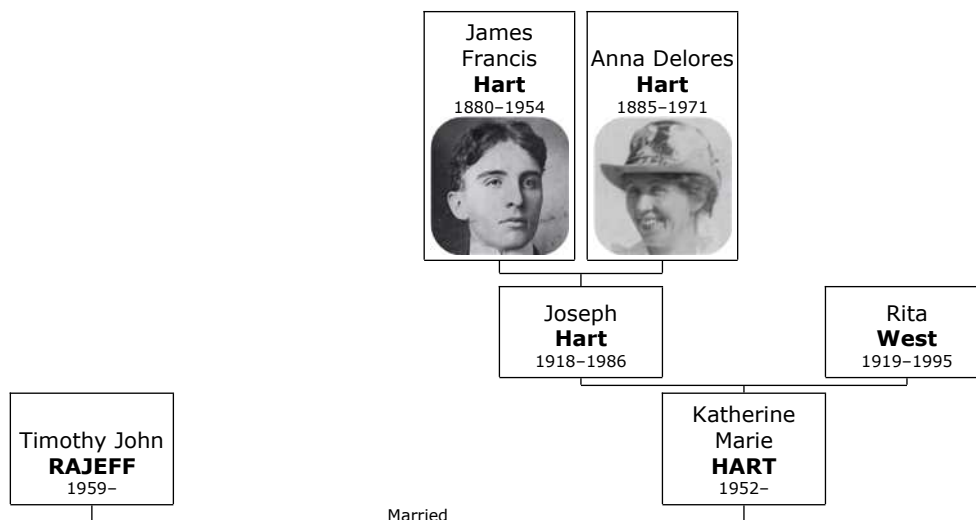 James
Francis
Hart
1880–1954
Anna Delores
Hart
1885–1971
Joseph
Hart
1918–1986
Rita
West
1919–1995
Timothy John
RAJEFF
1959–
Katherine
Marie
HART
1952–
Married